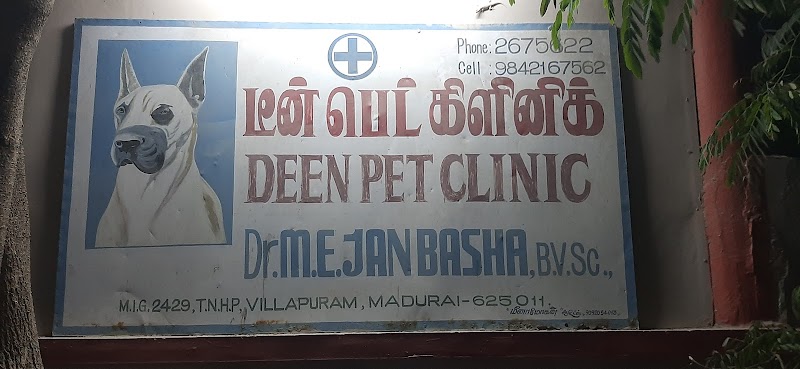 Phone: 2675622
Cell : 9842167562
டீன் பெட் கிளினிக்
DEEN PET CLINIC
Dr.M.E.JAN BASHA, B.V.Sc.,
M.I.G. 2429, T.N.H.P., VILLAPURAM, MADURAI-625 011.